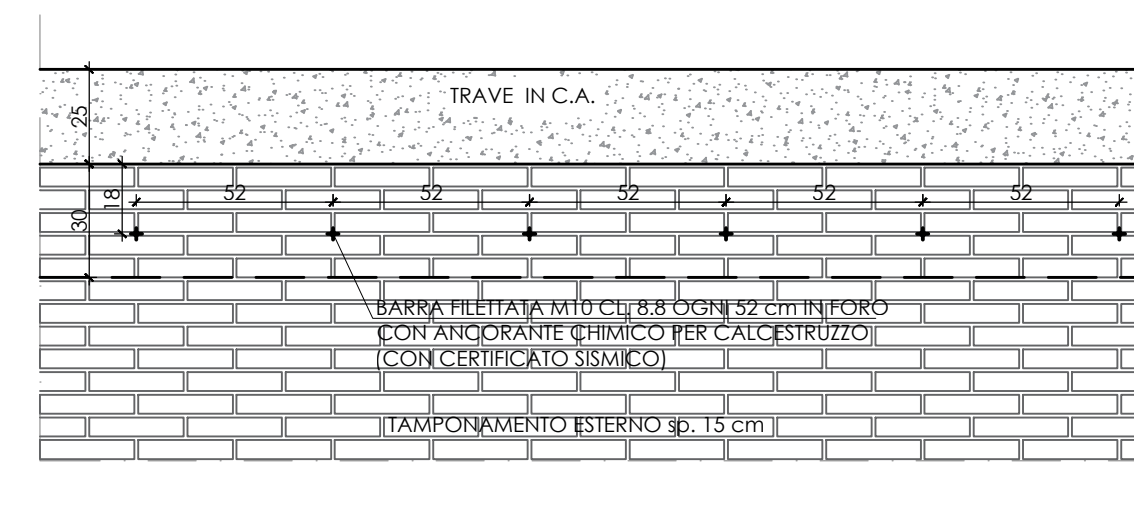 TRAVE IN C.A.
25
52 52 52 52 52
18
30
BARRA FILETTATA M10 CL. 8.8 OGNI 52 cm IN FORO
CON ANCORANTE CHIMICO PER CALCESTRUZZO
(CON CERTIFICATO SISMICO)
TAMPONAMENTO ESTERNO sp. 15 cm